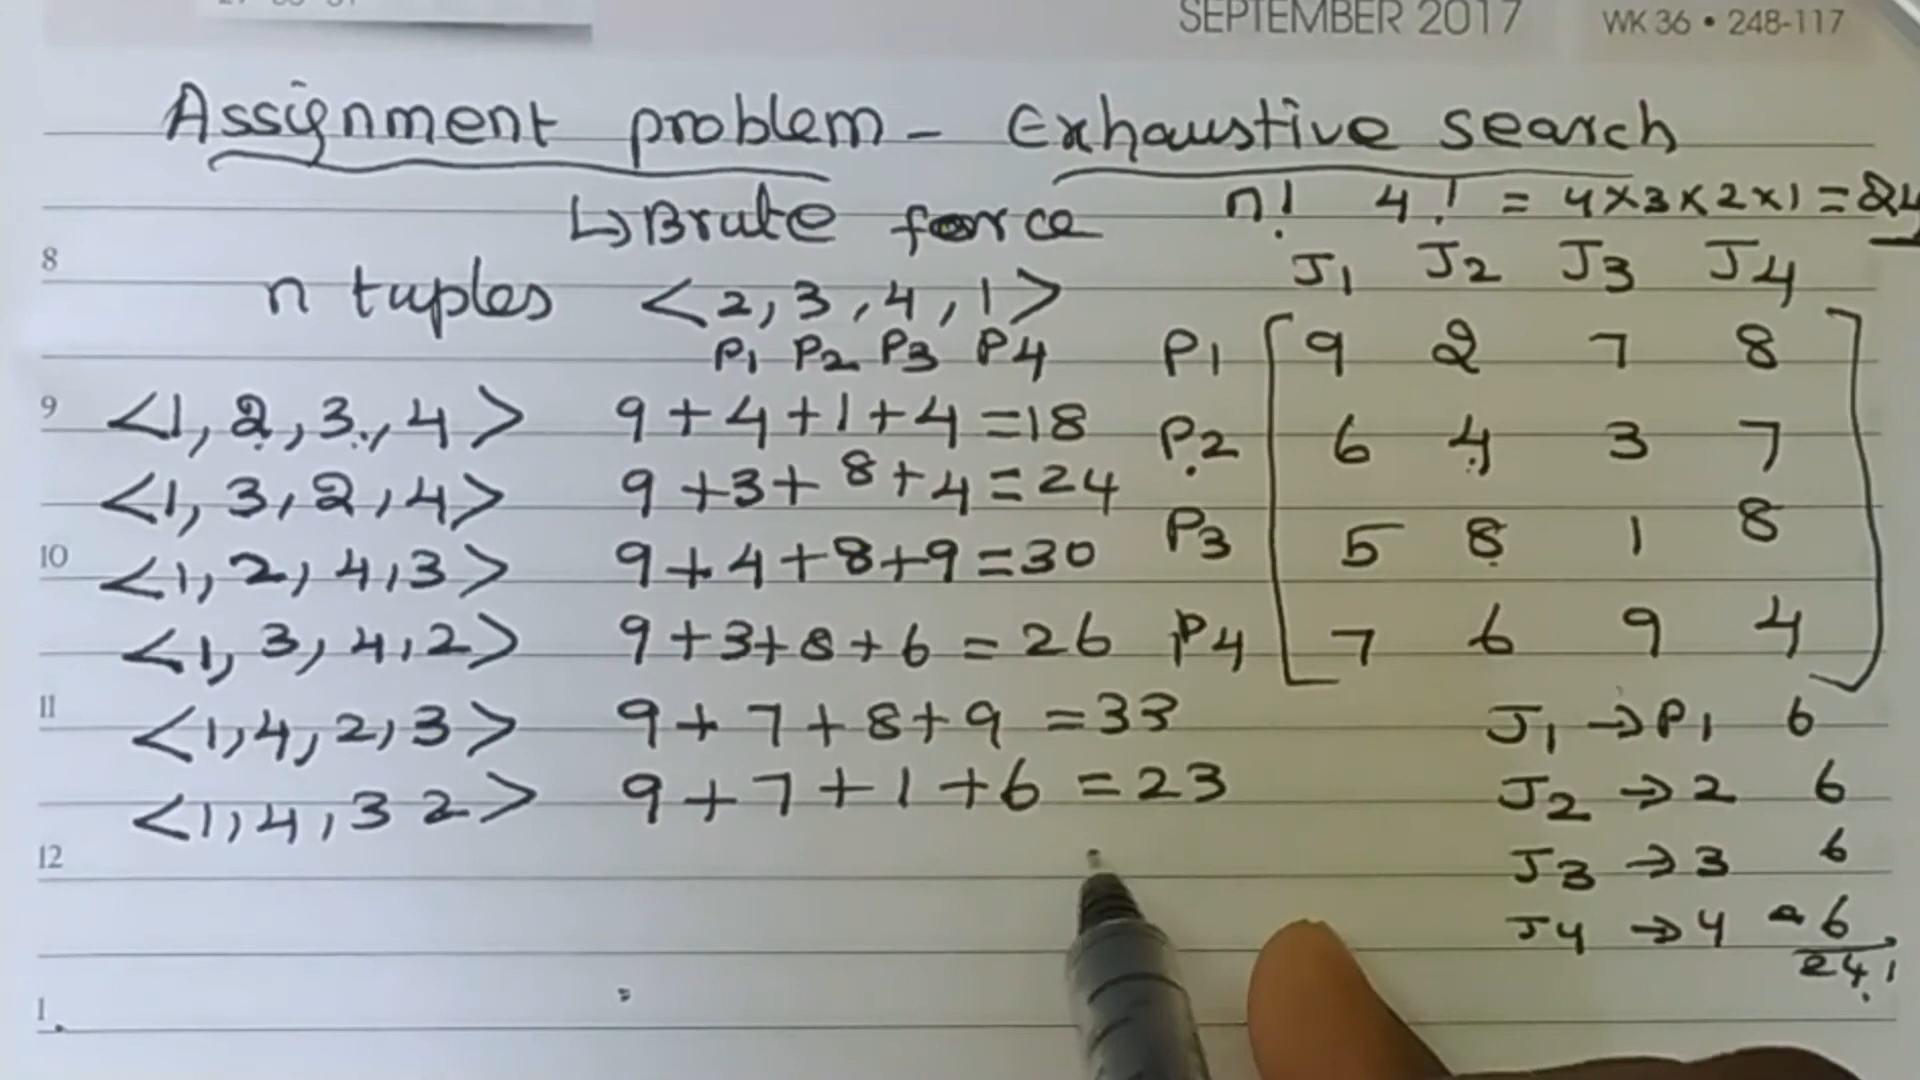 SEPTEMBER 2017 WK 36 • 248-117
Assignment problem - Exhaustive search
↳ Brute force n! 4! = 4×3×2×1 = 24
8
n tuples <2, 3, 4, 1>
P1 P2 P3 P4
9 <1, 2, 3, 4> 9+4+1+4=18
<1, 3, 2, 4> 9+3+8+4=24
10 <1, 2, 4, 3> 9+4+8+9=30
<1, 3, 4, 2> 9+3+8+6=26
11 <1, 4, 2, 3> 9+7+8+9=33
<1, 4, 3 2> 9+7+1+6=23
12
1
J1 J2 J3 J4
P1 9 2 7 8
P2 6 4 3 7
P3 5 8 1 8
P4 7 6 9 4
J1 → P1 6
J2 → 2 6
J3 → 3 6
J4 → 4 - 6
24